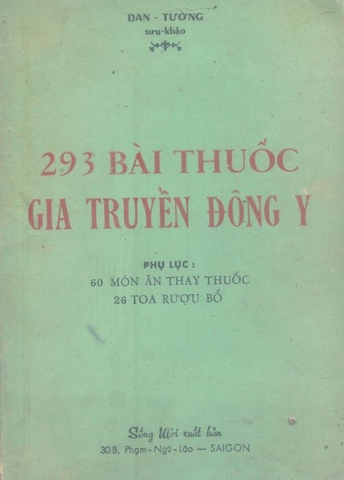 ĐAN - TƯỜNG
sưu-khảo
293 BÀI THUỐC
GIA TRUYỀN ĐÔNG Y
PHỤ LỤC :
60 MÓN ĂN THAY THUỐC
26 TOA RƯỢU BỔ
Sống Mới xuất bản
30B, Phạm-Ngũ-Lão — SAIGON